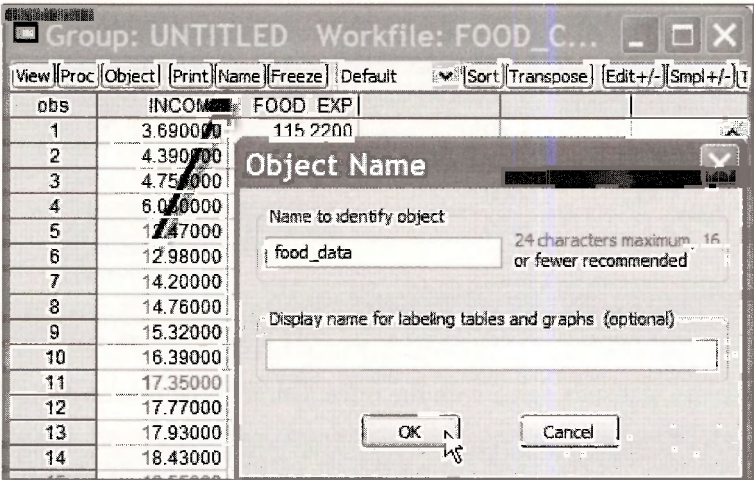 Group: UNTITLED Workfile: FOOD_C...
View Proc Object Print Name Freeze Default Sort Transpose Edit+/- Smpl+/-
obs INCOME FOOD_EXP
1 3.690000 115.2200
2 4.390000
3 4.75 000
4 6.0 0000
5 12.47000
6 12.98000
7 14.20000
8 14.76000
9 15.32000
10 16.39000
11 17.35000
12 17.77000
13 17.93000
14 18.43000
Object Name
Name to identify object
food_data
24 characters maximum, 16
or fewer recommended
Display name for labeling tables and graphs (optional)
OK Cancel